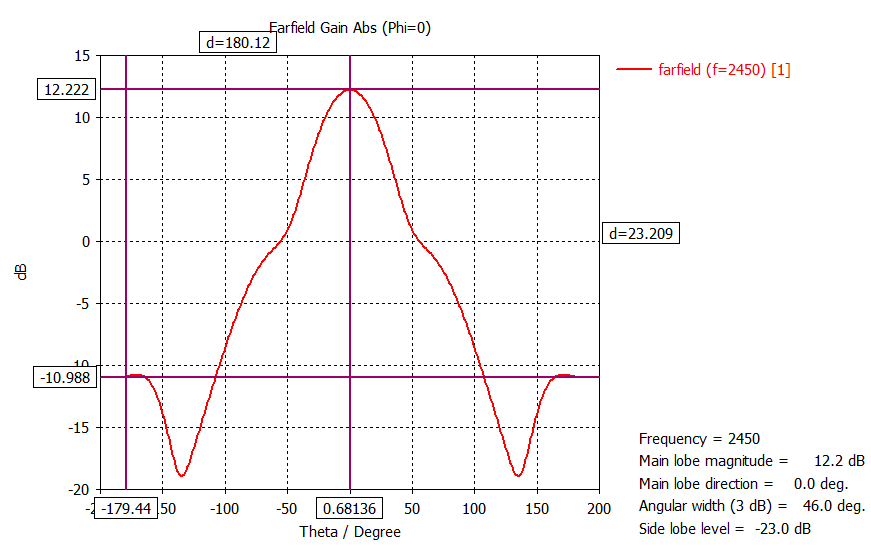 Farfield Gain Abs (Phi=0)
d=180.12
15
12.222
10
5
0
-5
-10
-10.988
-15
-20
dB
d=23.209
farfield (f=2450) [1]
-179.44
-100
-50
0.68136
50
100
150
200
Theta / Degree
Frequency = 2450
Main lobe magnitude = 12.2 dB
Main lobe direction = 0.0 deg.
Angular width (3 dB) = 46.0 deg.
Side lobe level = -23.0 dB